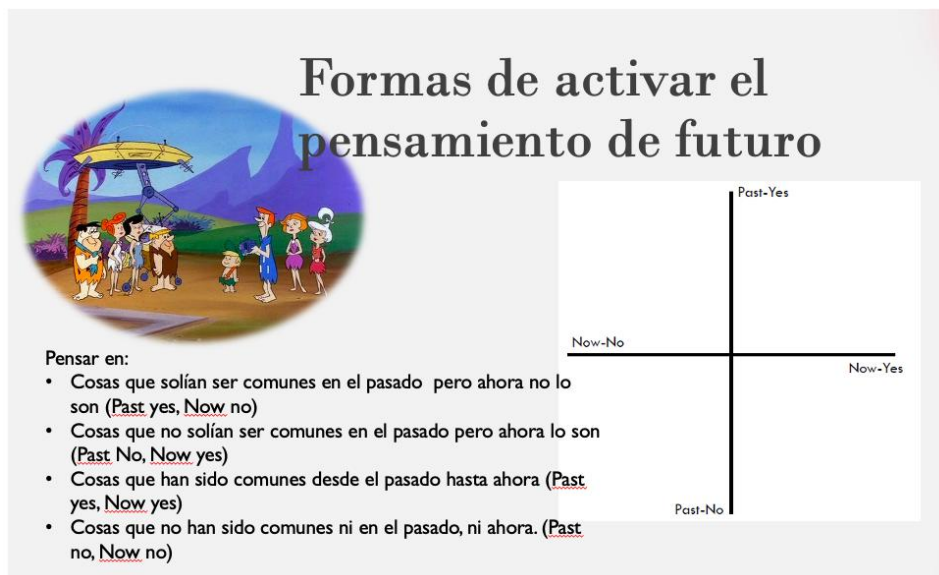 Formas de activar el
pensamiento de futuro
Past-Yes
Now-No
Now-Yes
Past-No
Pensar en:
• Cosas que solían ser comunes en el pasado pero ahora no lo
son (Past yes, Now no)
• Cosas que no solían ser comunes en el pasado pero ahora lo son
(Past No, Now yes)
• Cosas que han sido comunes desde el pasado hasta ahora (Past
yes, Now yes)
• Cosas que no han sido comunes ni en el pasado, ni ahora. (Past
no, Now no)